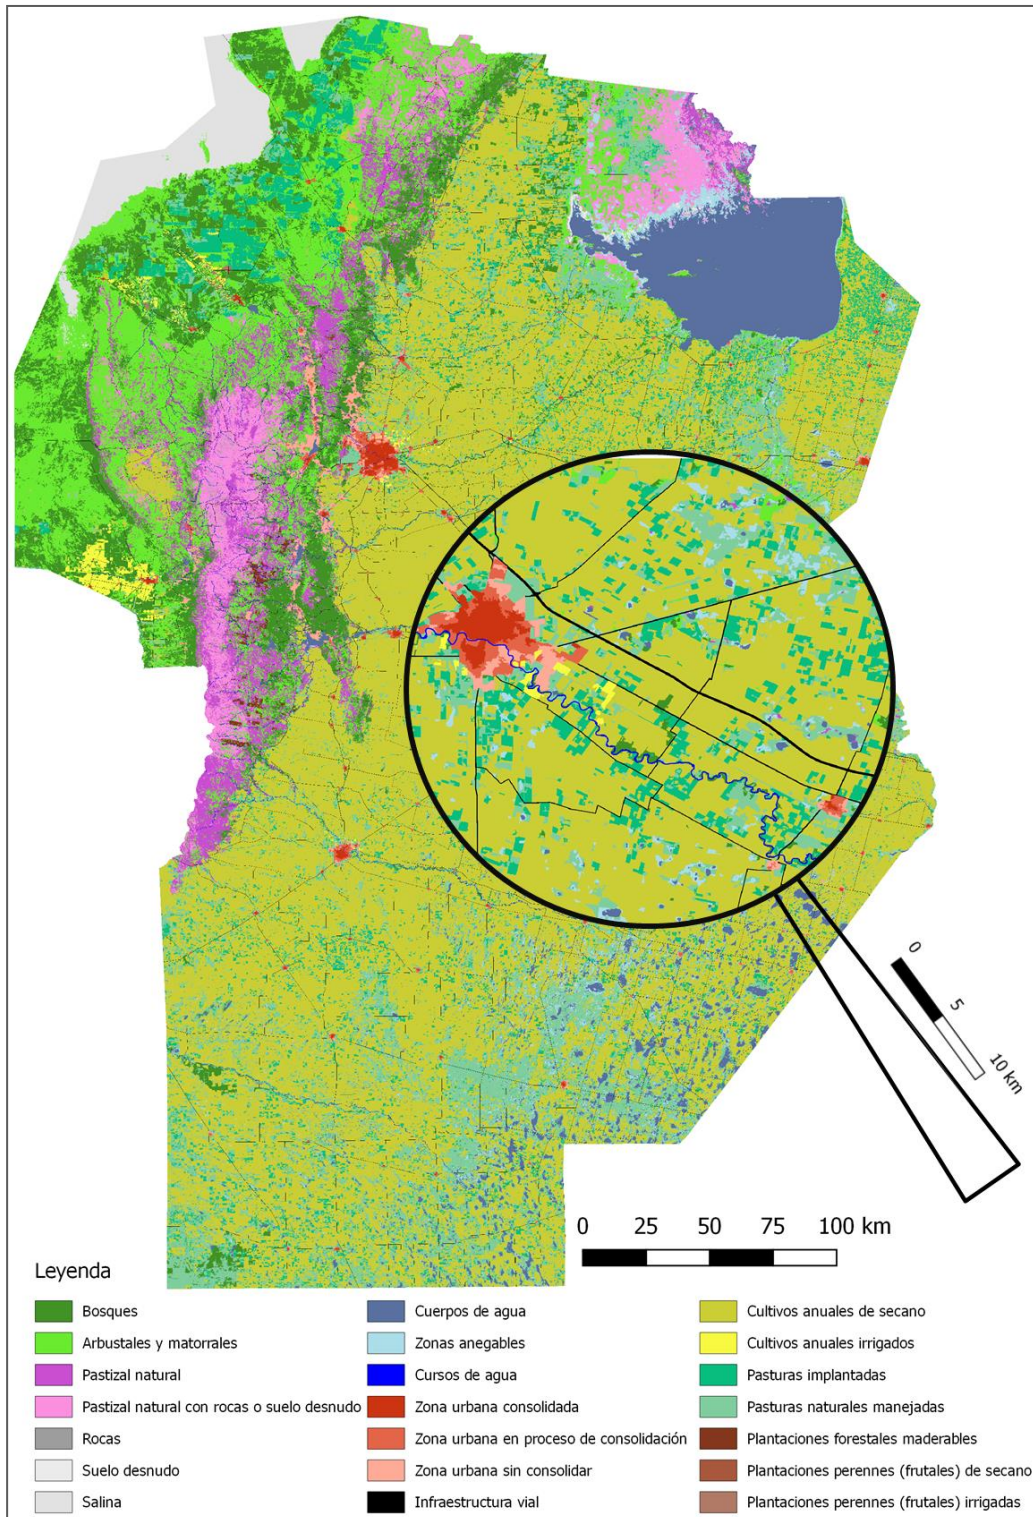 0
5
10 km
0 25 50 75 100 km
Leyenda
Bosques
Arbustales y matorrales
Pastizal natural
Pastizal natural con rocas o suelo desnudo
Rocas
Suelo desnudo
Salina
Cuerpos de agua
Zonas anegables
Cursos de agua
Zona urbana consolidada
Zona urbana en proceso de consolidación
Zona urbana sin consolidar
Infraestructura vial
Cultivos anuales de secano
Cultivos anuales irrigados
Pasturas implantadas
Pasturas naturales manejadas
Plantaciones forestales maderables
Plantaciones perennes (frutales) de secano
Plantaciones perennes (frutales) irrigadas